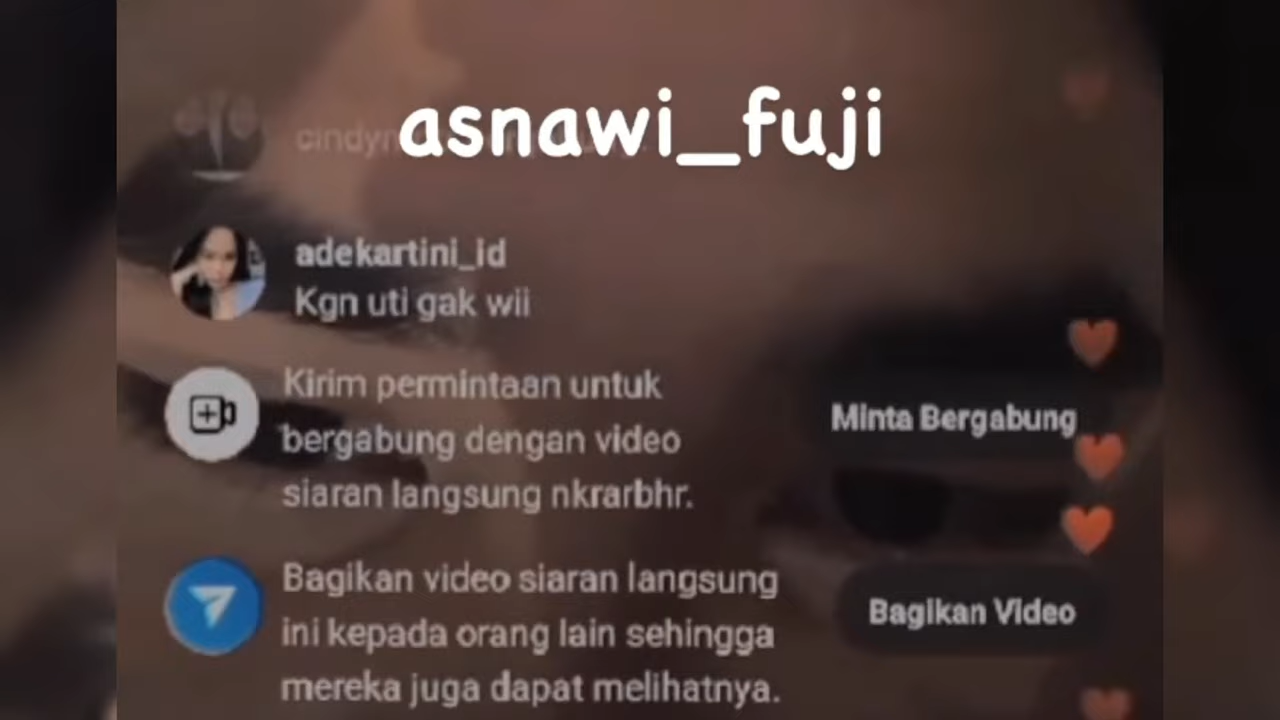 asnawi_fuji
adekartini_id
Kgn uti gak wii
Kirim permintaan untuk
bergabung dengan video
siaran langsung nkrarbhr.
Minta Bergabung
Bagikan video siaran langsung
ini kepada orang lain sehingga
mereka juga dapat melihatnya.
Bagikan Video